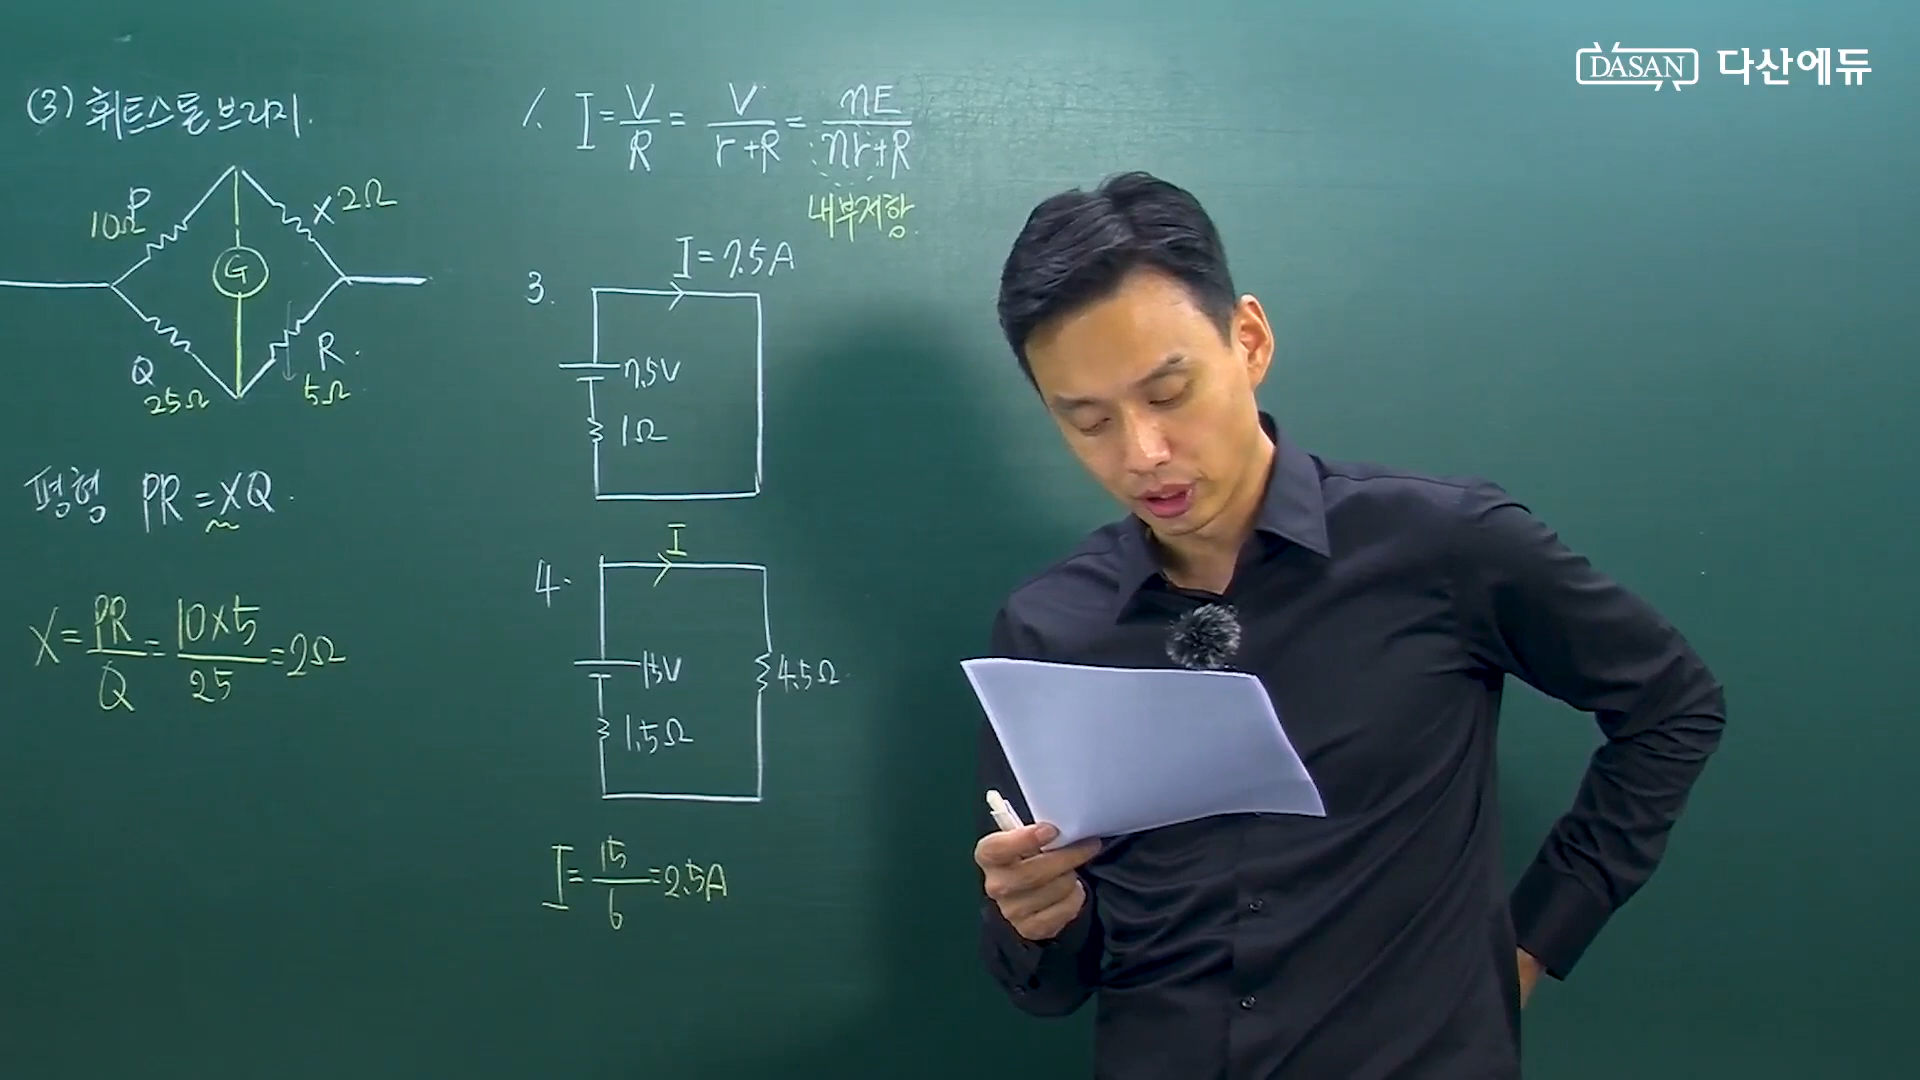 DASAN 다산에듀
(3) 휘트스톤 브리지.
P
10Ω
X 2Ω
G
Q
25Ω
R.
5Ω
평형 PR = XQ.
X = PR/Q = 10×5/25 = 2Ω
1. I = V/R = V/r+R = nE/nr+R
내부저항.
3.
I = 7.5A
7.5V
1Ω
4.
I
15V
1.5Ω
4.5Ω
I = 15/6 = 2.5A